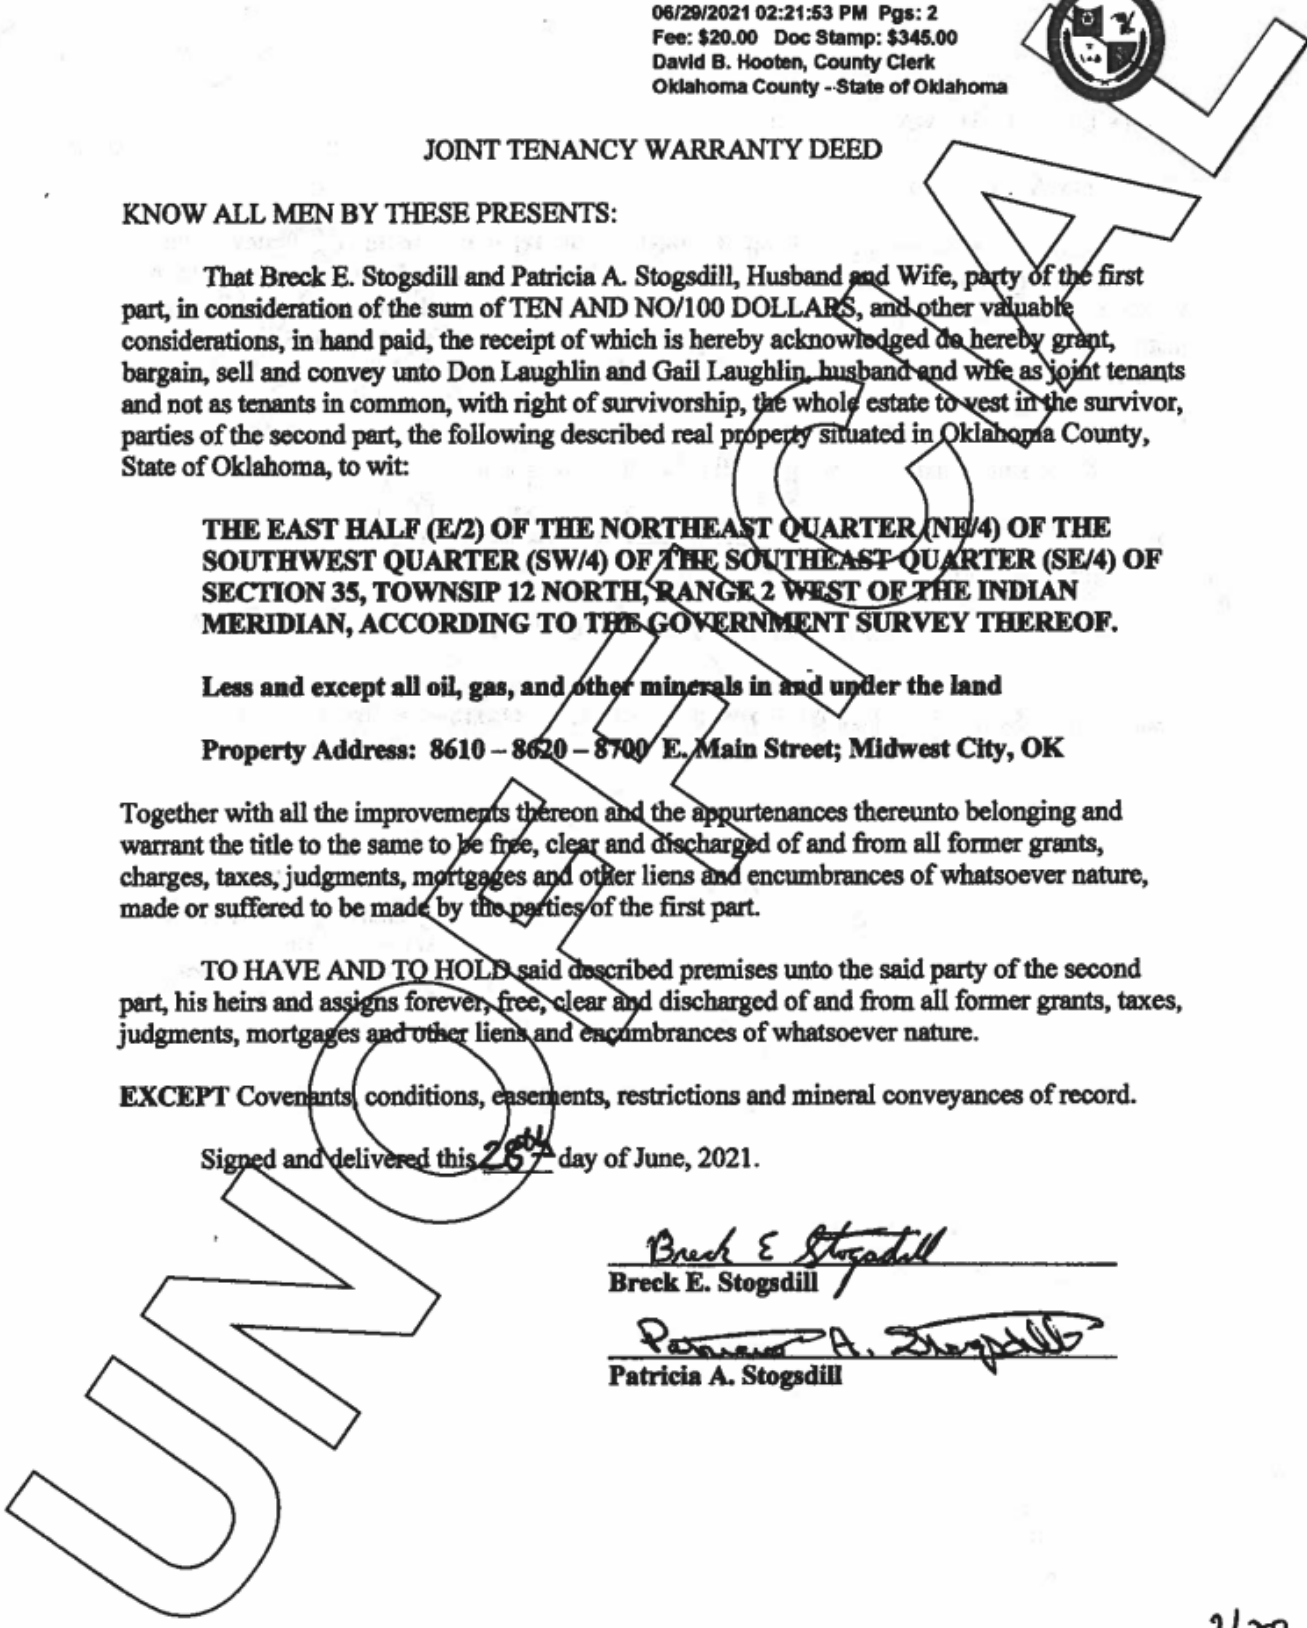 06/29/2021 02:21:53 PM Pgs: 2
Fee: $20.00 Doc Stamp: $345.00
David B. Hooten, County Clerk
Oklahoma County - State of Oklahoma
JOINT TENANCY WARRANTY DEED
KNOW ALL MEN BY THESE PRESENTS:
That Breck E. Stogsdill and Patricia A. Stogsdill, Husband and Wife, party of the first
part, in consideration of the sum of TEN AND NO/100 DOLLARS, and other valuable
considerations, in hand paid, the receipt of which is hereby acknowledged do hereby grant,
bargain, sell and convey unto Don Laughlin and Gail Laughlin, husband and wife as joint tenants
and not as tenants in common, with right of survivorship, the whole estate to vest in the survivor,
parties of the second part, the following described real property situated in Oklahoma County,
State of Oklahoma, to wit:
THE EAST HALF (E/2) OF THE NORTHEAST QUARTER (NE/4) OF THE
SOUTHWEST QUARTER (SW/4) OF THE SOUTHEAST QUARTER (SE/4) OF
SECTION 35, TOWNSIP 12 NORTH, RANGE 2 WEST OF THE INDIAN
MERIDIAN, ACCORDING TO THE GOVERNMENT SURVEY THEREOF.
Less and except all oil, gas, and other minerals in and under the land
Property Address: 8610 – 8620 – 8700 E. Main Street; Midwest City, OK
Together with all the improvements thereon and the appurtenances thereunto belonging and
warrant the title to the same to be free, clear and discharged of and from all former grants,
charges, taxes, judgments, mortgages and other liens and encumbrances of whatsoever nature,
made or suffered to be made by the parties of the first part.
TO HAVE AND TO HOLD said described premises unto the said party of the second
part, his heirs and assigns forever, free, clear and discharged of and from all former grants, taxes,
judgments, mortgages and other liens and encumbrances of whatsoever nature.
EXCEPT Covenants, conditions, easements, restrictions and mineral conveyances of record.
Signed and delivered this 28th day of June, 2021.
Breck E Stogsdill
Breck E. Stogsdill
Patricia A. Stogsdill
Patricia A. Stogsdill
UNOFFICIAL